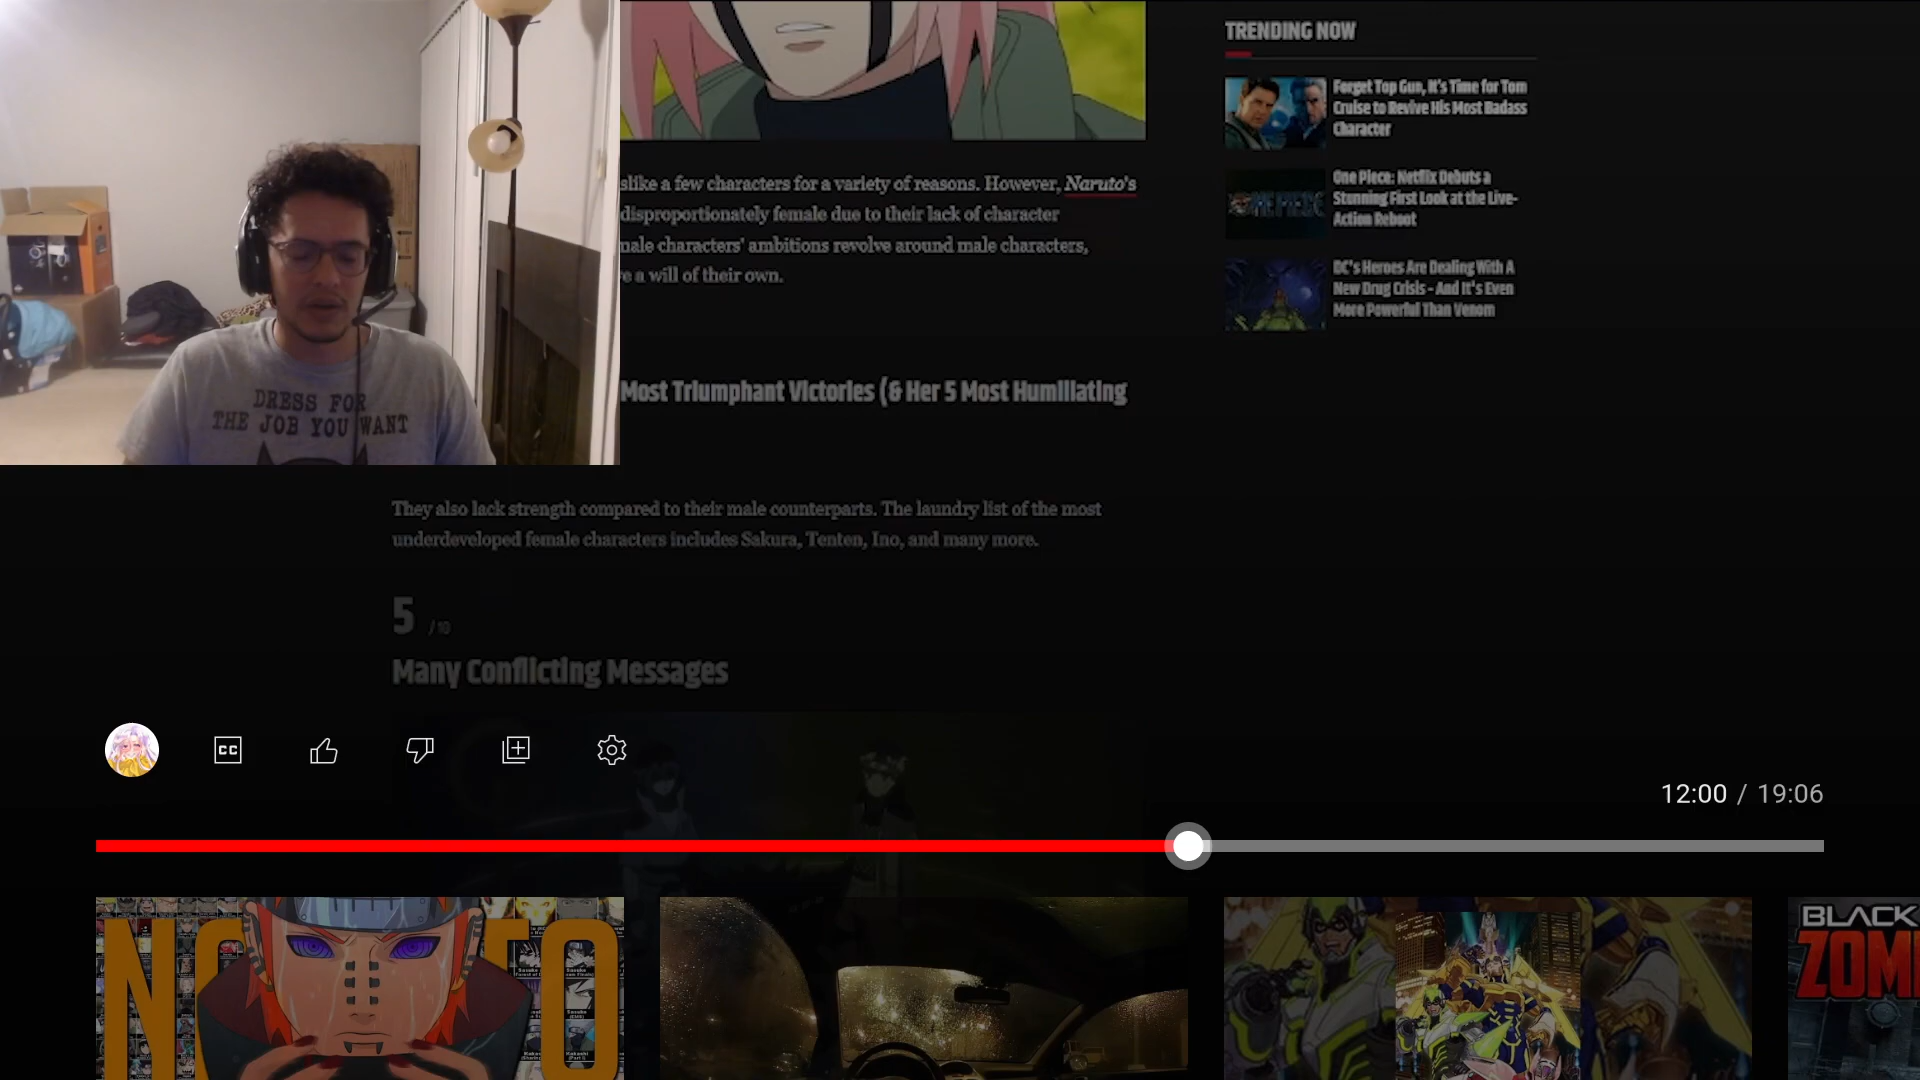 TRENDING NOW
Forget Top Gun, It's Time for Tom
Cruise to Revive His Most Badass
Character
One Piece: Netflix Debuts a
Stunning First Look at the Live-
Action Reboot
DC's Heroes Are Dealing With A
New Drug Crisis - And It's Even
More Powerful Than Venom
slike a few characters for a variety of reasons. However, Naruto's
disproportionately female due to their lack of character
nale characters' ambitions revolve around male characters,
e a will of their own.
Most Triumphant Victories (& Her 5 Most Humiliating
DRESS FOR
THE JOB YOU WANT
They also lack strength compared to their male counterparts. The laundry list of the most
underdeveloped female characters includes Sakura, Tenten, Ino, and many more.
5 /10
Many Conflicting Messages
CC
12:00 / 19:06
BLACK
ZOM